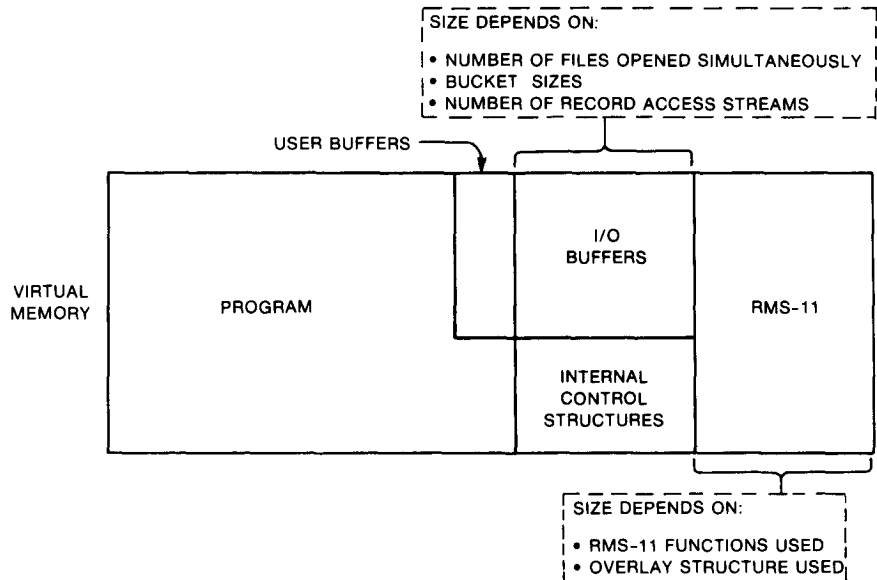 SIZE DEPENDS ON:
• NUMBER OF FILES OPENED SIMULTANEOUSLY
• BUCKET SIZES
• NUMBER OF RECORD ACCESS STREAMS
USER BUFFERS
I/O
BUFFERS
VIRTUAL
MEMORY
PROGRAM
RMS-11
INTERNAL
CONTROL
STRUCTURES
SIZE DEPENDS ON:
• RMS-11 FUNCTIONS USED
• OVERLAY STRUCTURE USED